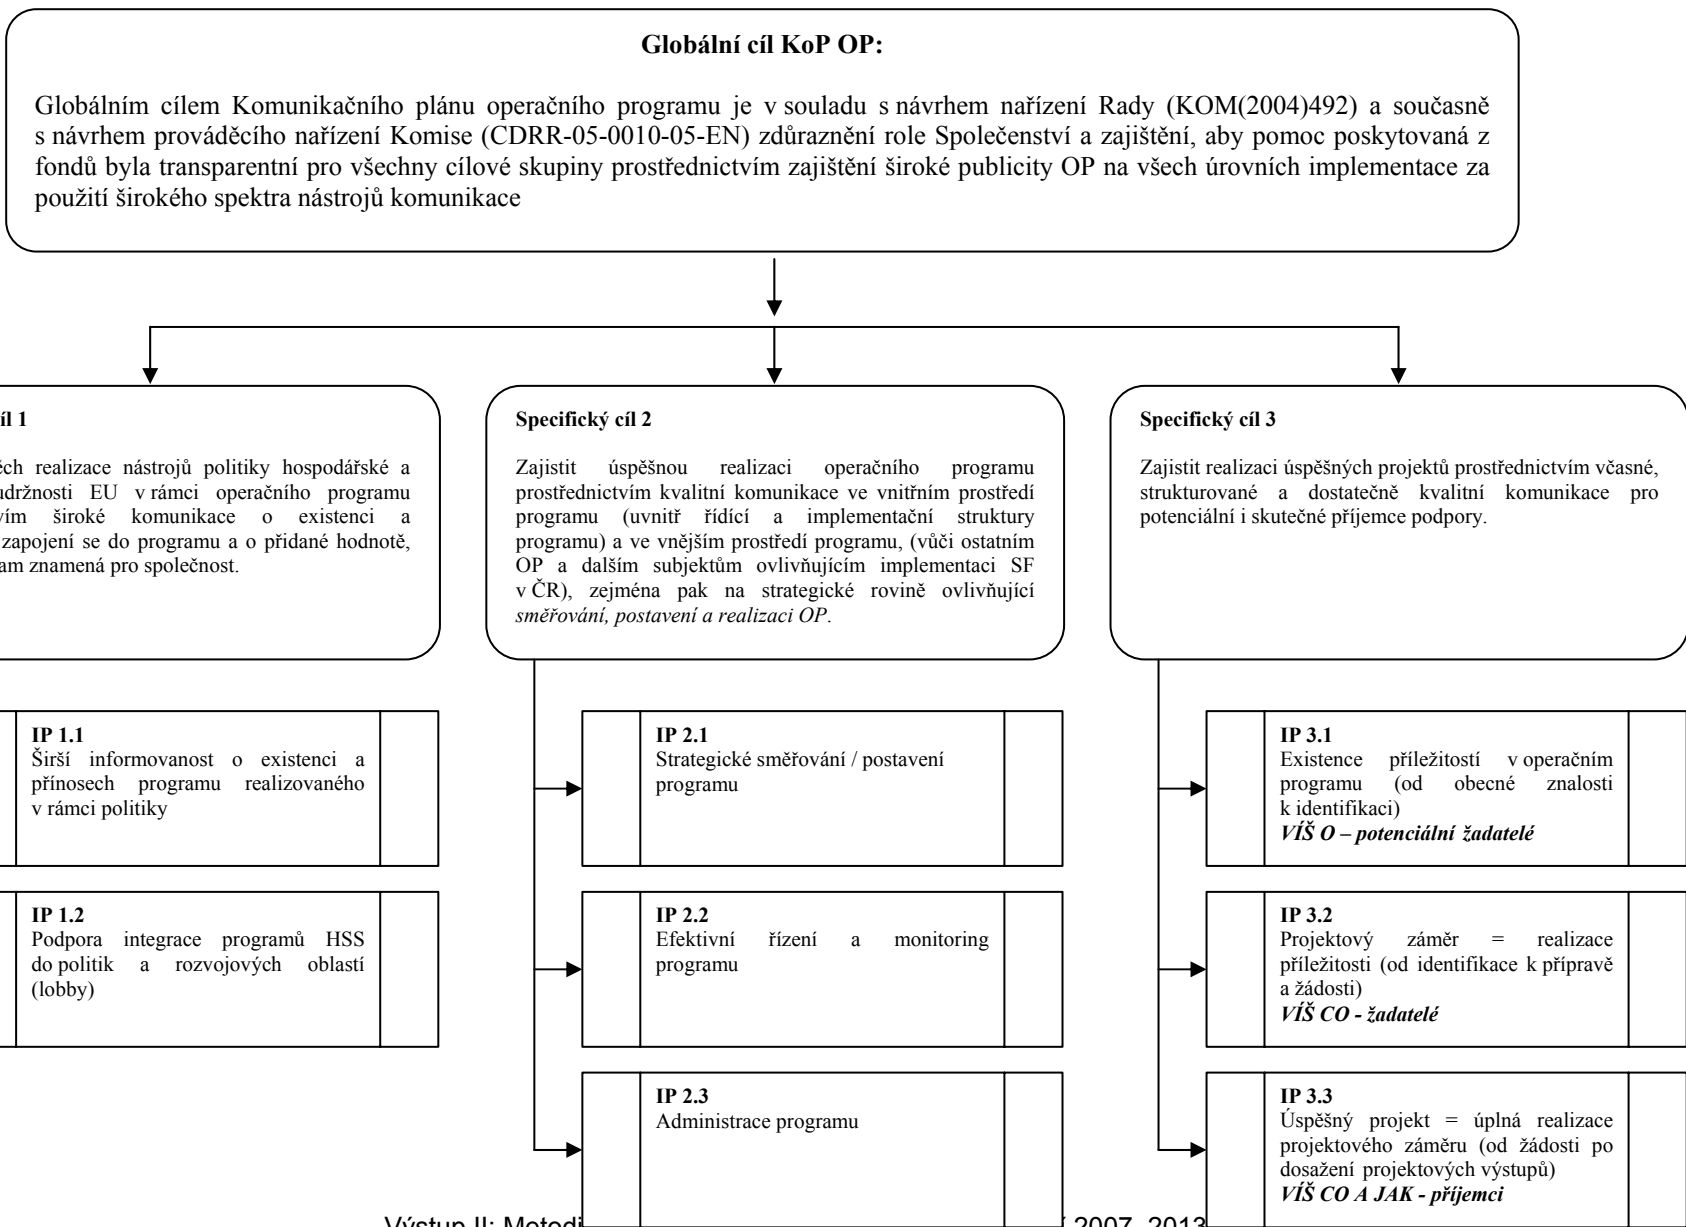 Globální cíl KoP OP:
Globálním cílem Komunikačního plánu operačního programu je v souladu s návrhem nařízení Rady (KOM(2004)492) a současně
s návrhem prováděcího nařízení Komise (CDRR-05-0010-05-EN) zdůraznění role Společenství a zajištění, aby pomoc poskytovaná z
fondů byla transparentní pro všechny cílové skupiny prostřednictvím zajištění široké publicity OP na všech úrovních implementace za
použití širokého spektra nástrojů komunikace
íl 1
ěch realizace nástrojů politiky hospodářské a
udržnosti EU v rámci operačního programu
vím široké komunikace o existenci a
zapojení se do programu a o přidané hodnotě,
am znamená pro společnost.
IP 1.1
Širší informovanost o existenci a
přínosech programu realizovaného
v rámci politiky
IP 1.2
Podpora integrace programů HSS
do politik a rozvojových oblastí
(lobby)
Specifický cíl 2
Zajistit úspěšnou realizaci operačního programu
prostřednictvím kvalitní komunikace ve vnitřním prostředí
programu (uvnitř řídící a implementační struktury
programu) a ve vnějším prostředí programu, (vůči ostatním
OP a dalším subjektům ovlivňujícím implementaci SF
v ČR), zejména pak na strategické rovině ovlivňující
směřování, postavení a realizaci OP.
IP 2.1
Strategické směřování / postavení
programu
IP 2.2
Efektivní řízení a monitoring
programu
IP 2.3
Administrace programu
Specifický cíl 3
Zajistit realizaci úspěšných projektů prostřednictvím včasné,
strukturované a dostatečně kvalitní komunikace pro
potenciální i skutečné příjemce podpory.
IP 3.1
Existence příležitostí v operačním
programu (od obecné znalosti
k identifikaci)
VÍŠ O – potenciální žadatelé
IP 3.2
Projektový záměr = realizace
příležitosti (od identifikace k přípravě
a žádosti)
VÍŠ CO - žadatelé
IP 3.3
Úspěšný projekt = úplná realizace
projektového záměru (od žádosti po
dosažení projektových výstupů)
VÍŠ CO A JAK - příjemci
Výstup II: Metodi 2007 2013